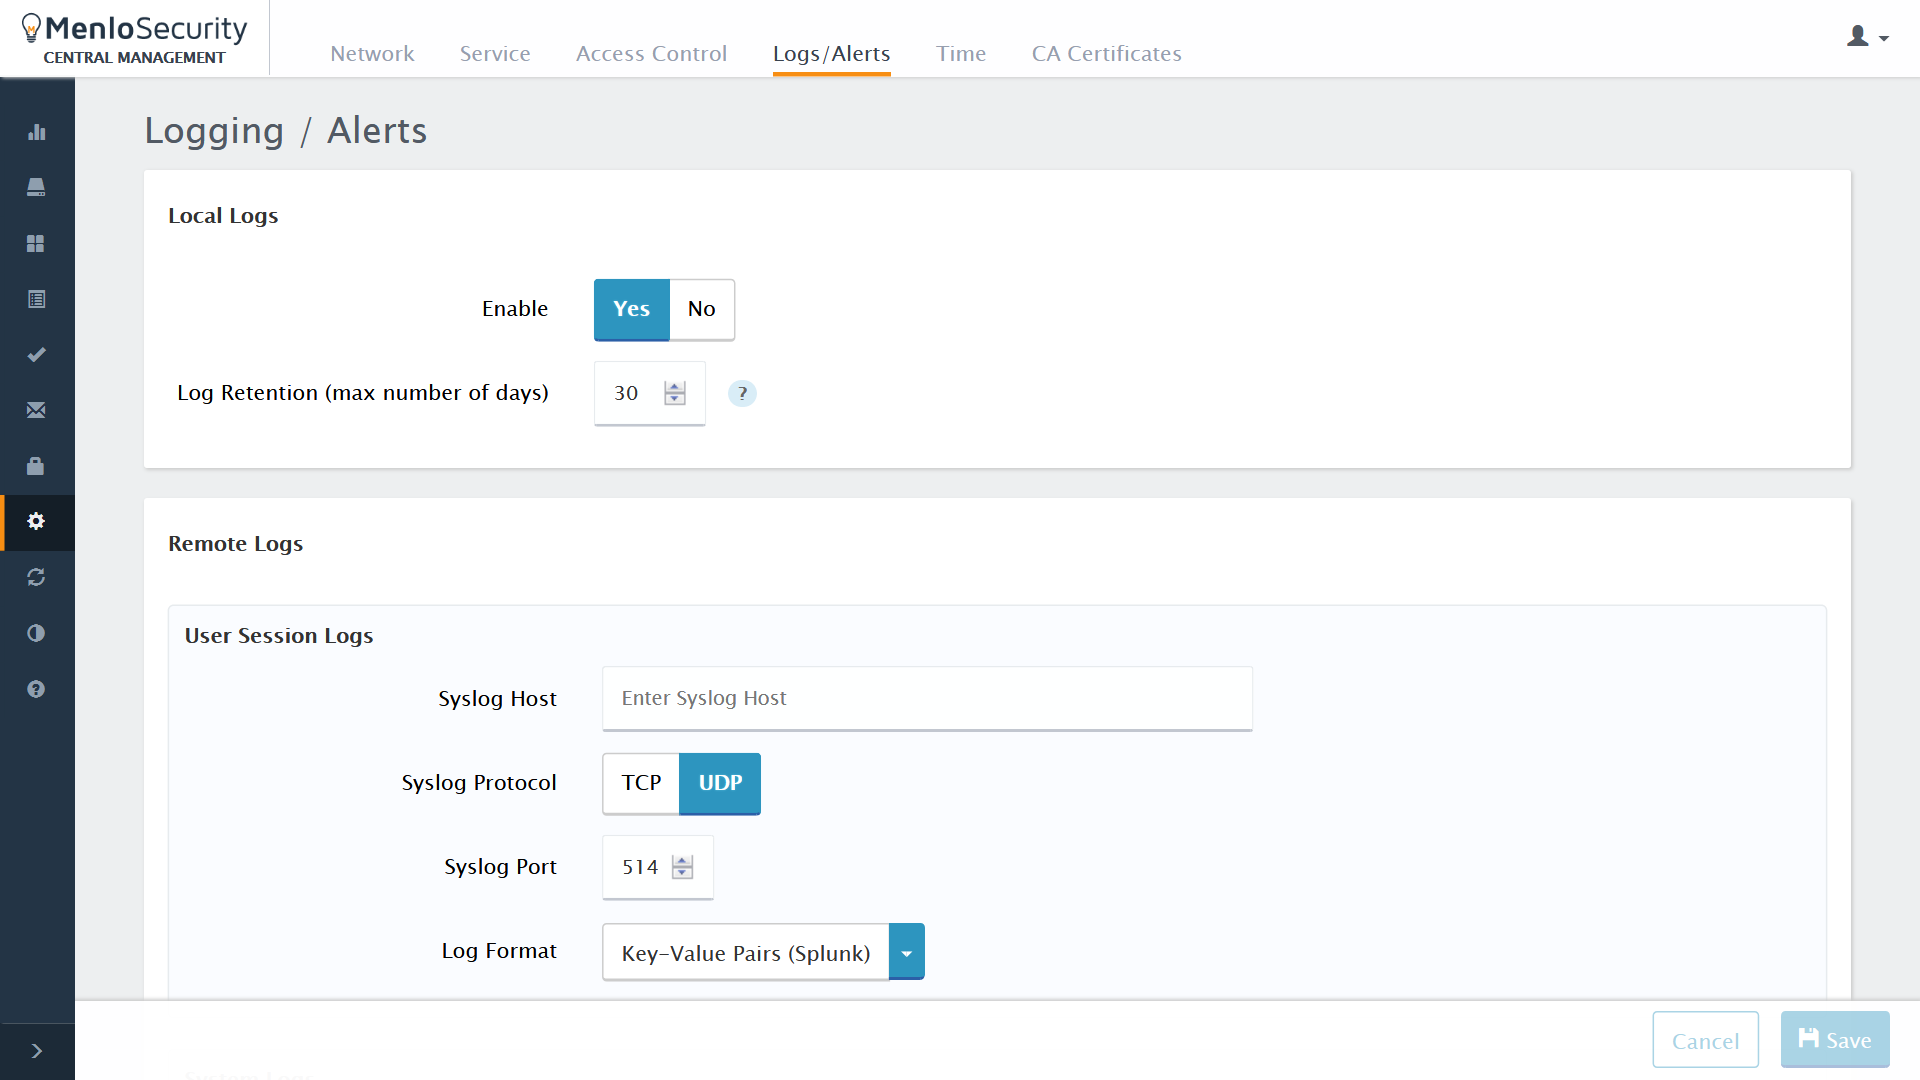 MenloSecurity
CENTRAL MANAGEMENT
Network Service Access Control Logs/Alerts Time CA Certificates
Logging / Alerts
Local Logs
Enable Yes No
Log Retention (max number of days) 30 ?
Remote Logs
User Session Logs
Syslog Host Enter Syslog Host
Syslog Protocol TCP UDP
Syslog Port 514
Log Format Key-Value Pairs (Splunk)
Cancel Save
System Logs